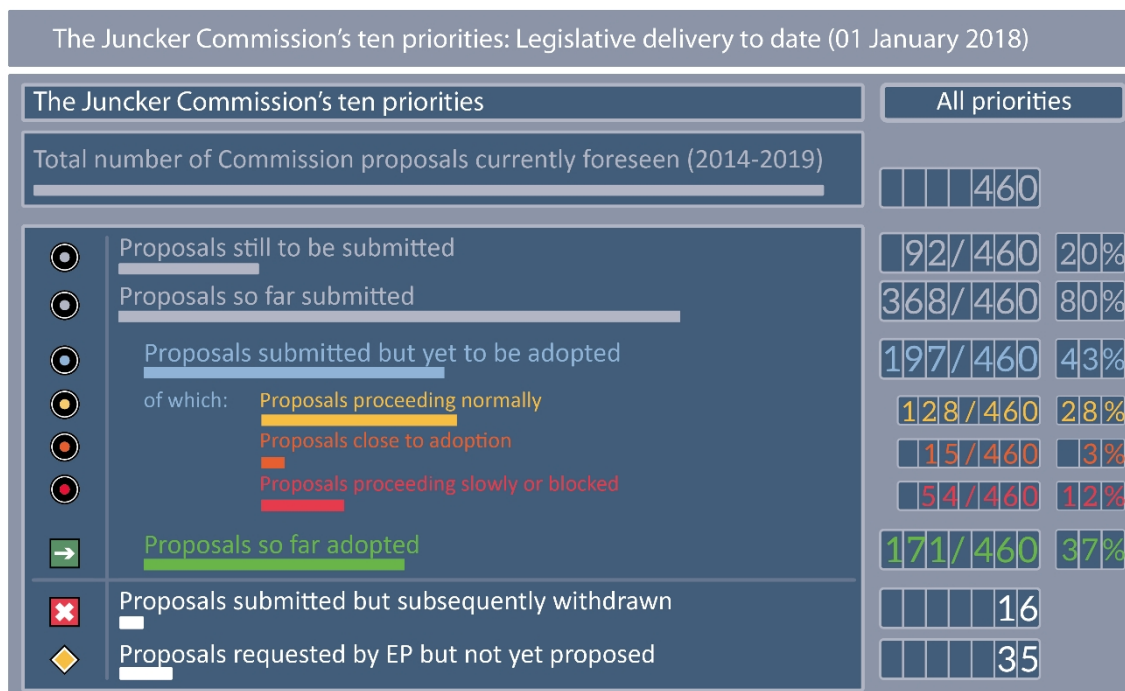 The Juncker Commission's ten priorities: Legislative delivery to date (01 January 2018)
The Juncker Commission's ten priorities All priorities
Total number of Commission proposals currently foreseen (2014-2019) 460
Proposals still to be submitted 92/460 20%
Proposals so far submitted 368/460 80%
Proposals submitted but yet to be adopted 197/460 43%
of which: Proposals proceeding normally 128/460 28%
Proposals close to adoption 15/460 3%
Proposals proceeding slowly or blocked 54/460 12%
Proposals so far adopted 171/460 37%
Proposals submitted but subsequently withdrawn 16
Proposals requested by EP but not yet proposed 35